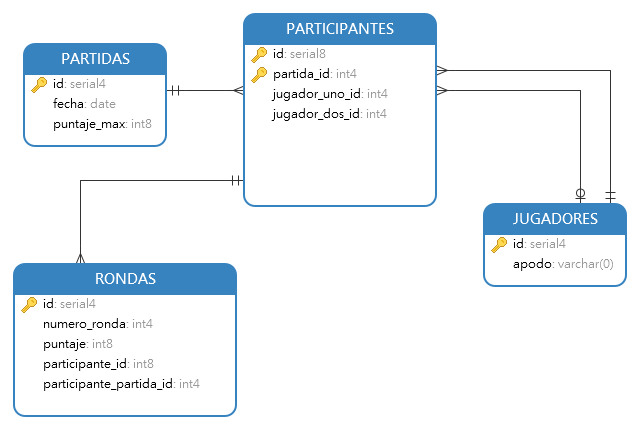 PARTIDAS
id: serial4
fecha: date
puntaje_max: int8
PARTICIPANTES
id: serial8
partida_id: int4
jugador_uno_id: int4
jugador_dos_id: int4
JUGADORES
id: serial4
apodo: varchar(0)
RONDAS
id: serial4
numero_ronda: int4
puntaje: int8
participante_id: int8
participante_partida_id: int4